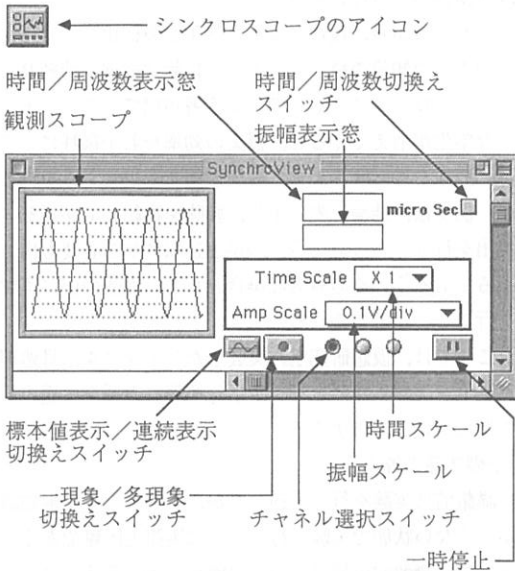 シンクロスコープのアイコン
時間／周波数表示窓
時間／周波数切換え
スイッチ
観測スコープ
振幅表示窓
SynchroView
micro Sec
Time Scale X 1
Amp Scale 0.1V/div
標本値表示／連続表示
切換えスイッチ
時間スケール
振幅スケール
一現象／多現象
切換えスイッチ
チャネル選択スイッチ
一時停止